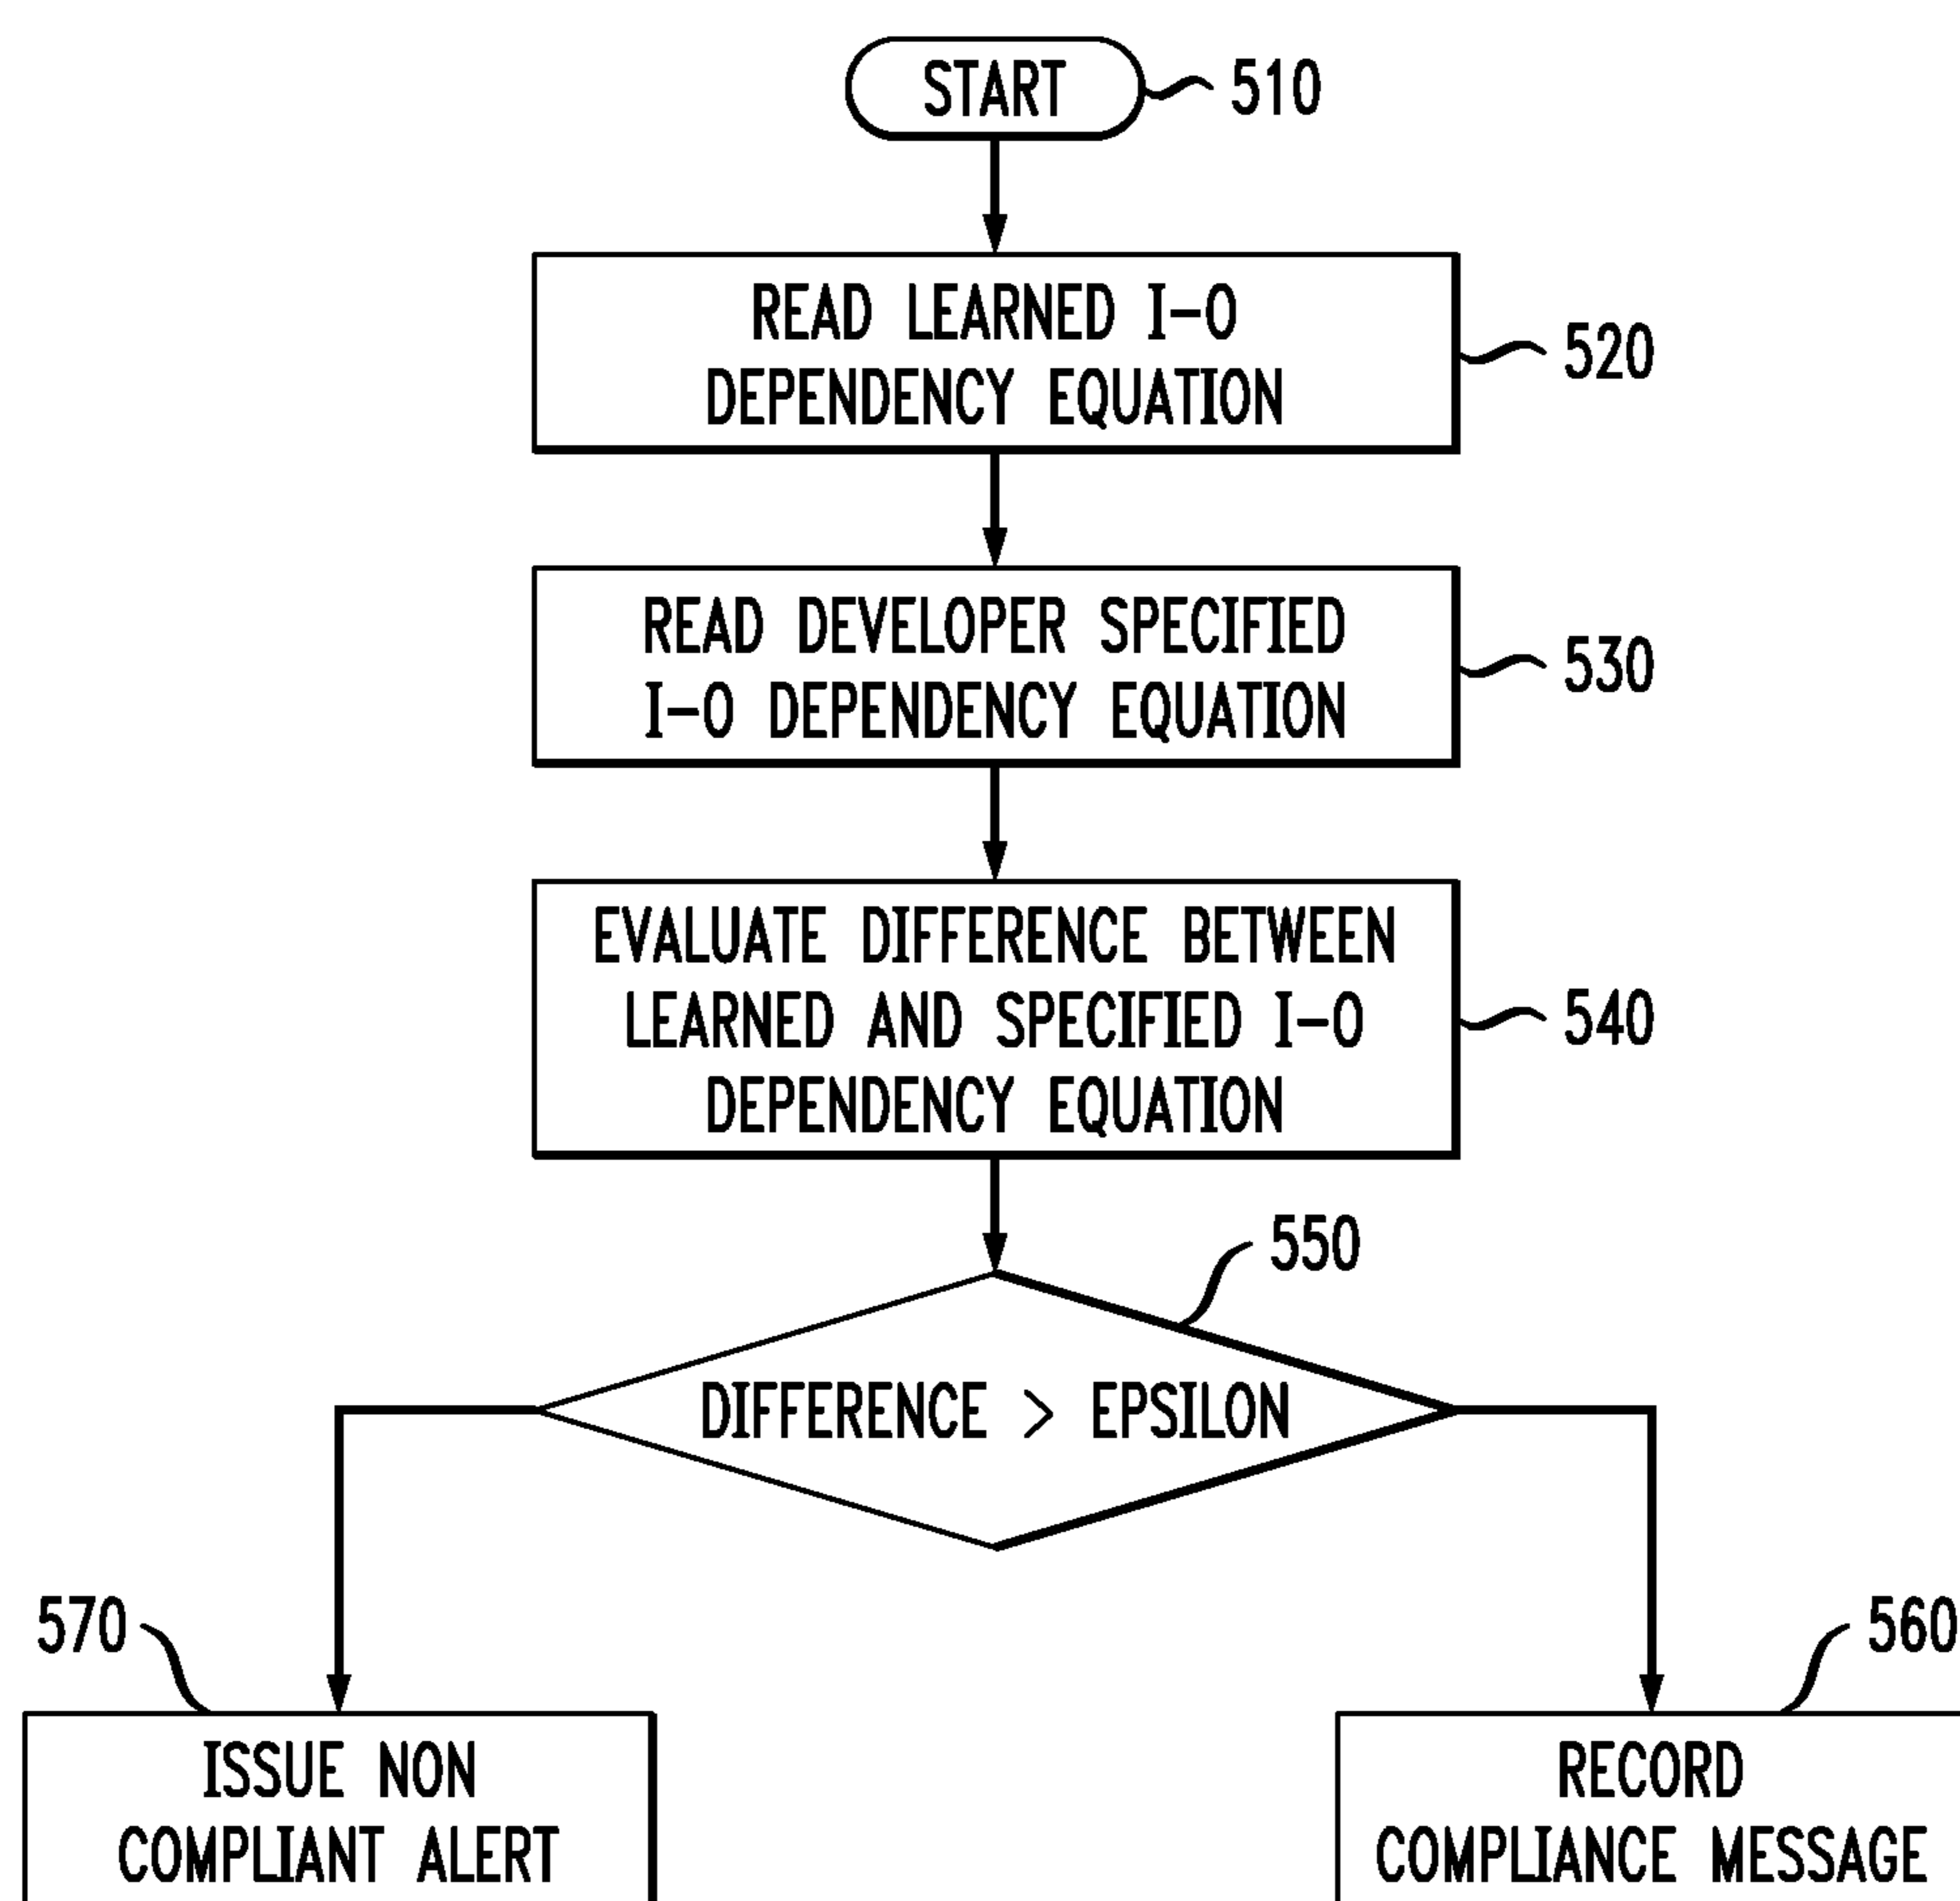 START
510
READ LEARNED I-O
DEPENDENCY EQUATION
520
READ DEVELOPER SPECIFIED
I-O DEPENDENCY EQUATION
530
EVALUATE DIFFERENCE BETWEEN
LEARNED AND SPECIFIED I-O
DEPENDENCY EQUATION
540
550
DIFFERENCE > EPSILON
570
ISSUE NON
COMPLIANT ALERT
560
RECORD
COMPLIANCE MESSAGE